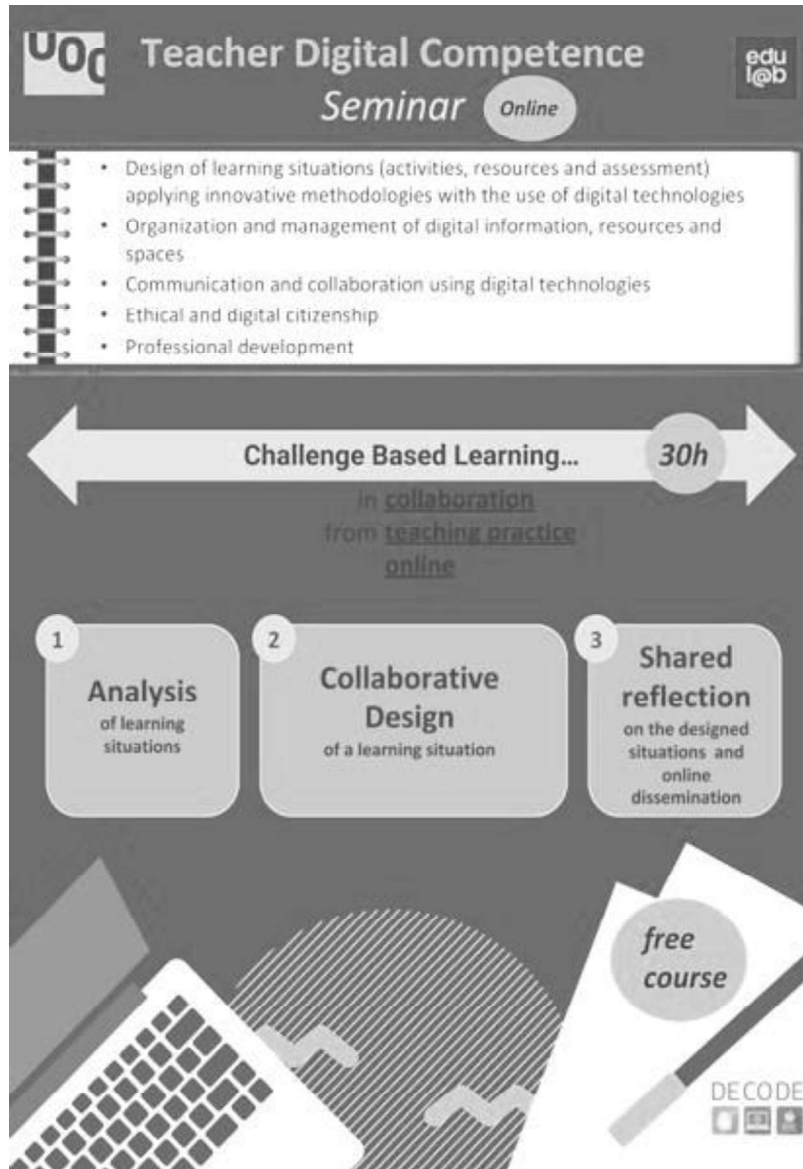 UOC
Teacher Digital Competence
edu
l@b
Seminar Online
• Design of learning situations (activities, resources and assessment)
applying innovative methodologies with the use of digital technologies
• Organization and management of digital information, resources and
spaces
• Communication and collaboration using digital technologies
• Ethical and digital citizenship
• Professional development
Challenge Based Learning... 30h
in collaboration
from teaching practice
online
1
Analysis
of learning
situations
2
Collaborative
Design
of a learning situation
3
Shared
reflection
on the designed
situations and
online
dissemination
free
course
DECODE